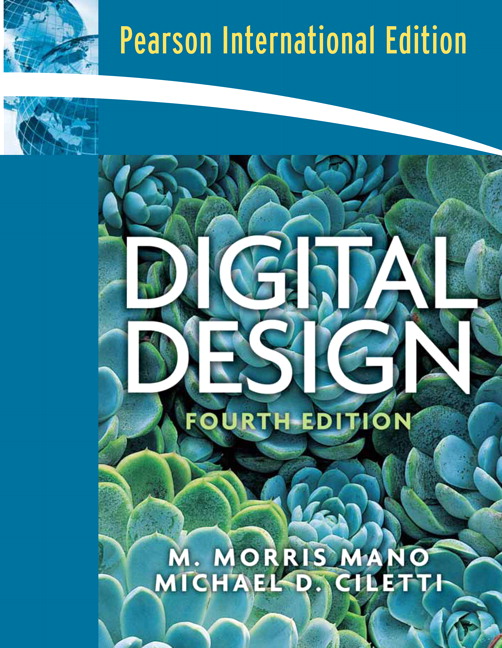 Pearson International Edition
DIGITAL
DESIGN
FOURTH EDITION
M. MORRIS MANO
MICHAEL D. CILETTI